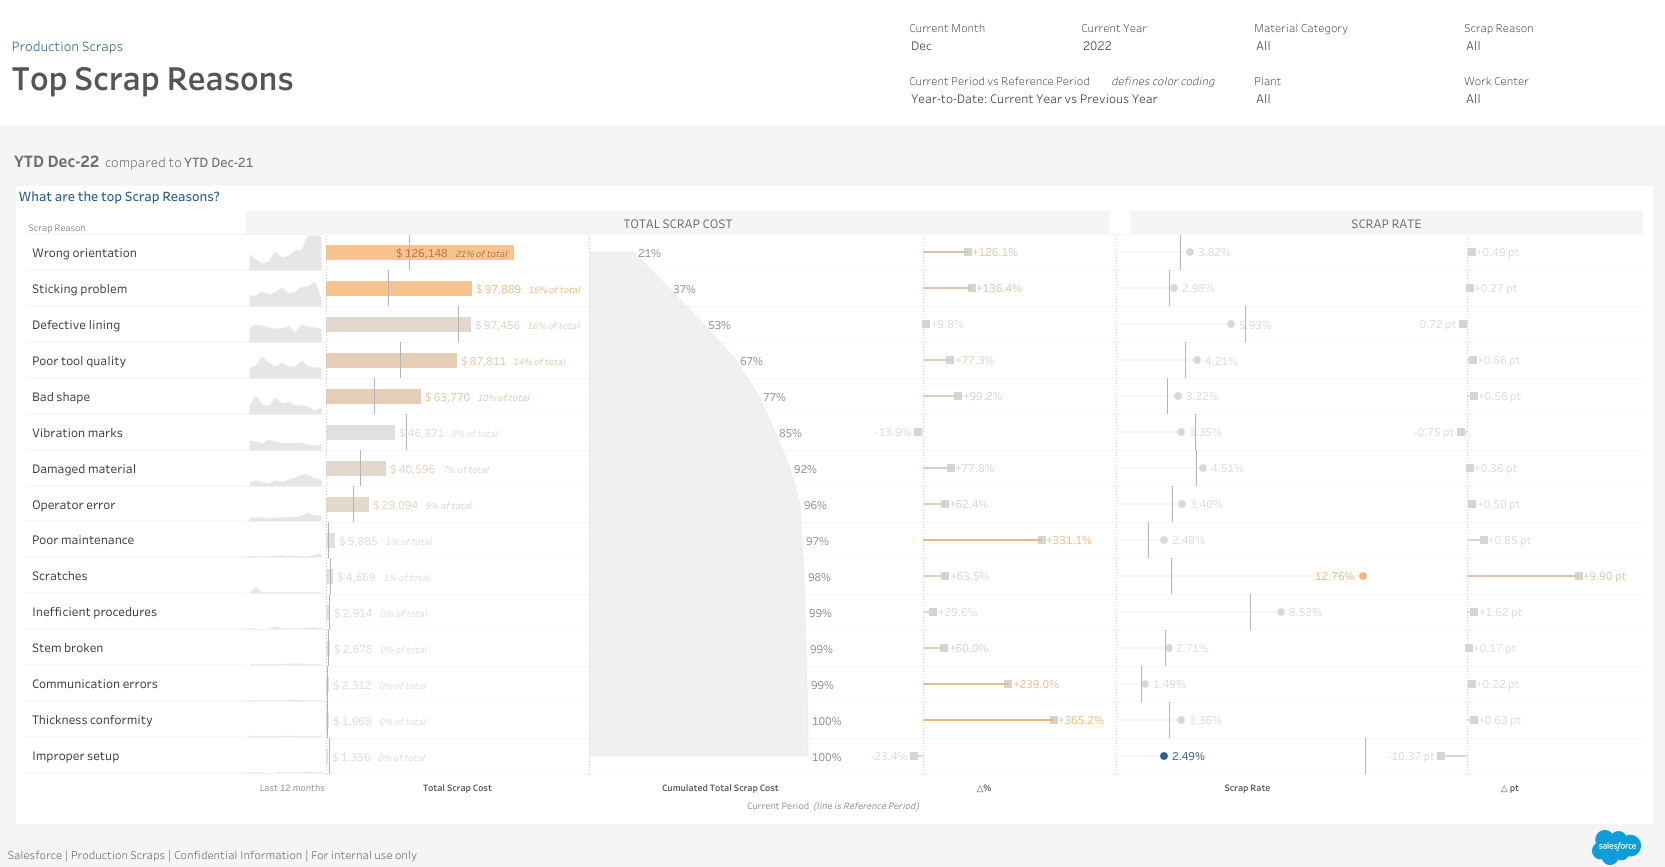 Production Scraps
Top Scrap Reasons
Current Month
Dec
Current Year
2022
Material Category
All
Scrap Reason
All
Current Period vs Reference Period defines color coding
Year-to-Date: Current Year vs Previous Year
Plant
All
Work Center
All
YTD Dec-22 compared to YTD Dec-21
What are the top Scrap Reasons?
Scrap Reason TOTAL SCRAP COST SCRAP RATE
Wrong orientation $ 126,148 21% of total 21% +126.1% 3.82% +0.49 pt
Sticking problem $ 97,889 16% of total 37% +136.4% 2.98% +0.27 pt
Defective lining $ 97,456 16% of total 53% +9.8% 5.93% -0.72 pt
Poor tool quality $ 87,811 14% of total 67% +77.3% 4.21% +0.66 pt
Bad shape $ 63,770 10% of total 77% +99.2% 3.22% +0.56 pt
Vibration marks $ 46,371 8% of total 85% -13.9% 3.35% -0.75 pt
Damaged material $ 40,596 7% of total 92% +77.8% 4.51% +0.36 pt
Operator error $ 29,094 5% of total 96% +62.4% 3.40% +0.50 pt
Poor maintenance $ 5,885 1% of total 97% +331.1% 2.48% +0.85 pt
Scratches $ 4,669 1% of total 98% +63.5% 12.76% +9.90 pt
Inefficient procedures $ 2,914 0% of total 99% +29.6% 8.52% +1.62 pt
Stem broken $ 2,678 0% of total 99% +60.0% 2.71% +0.17 pt
Communication errors $ 2,312 0% of total 99% +239.0% 1.49% +0.22 pt
Thickness conformity $ 1,968 0% of total 100% +365.2% 3.36% +0.63 pt
Improper setup $ 1,356 0% of total 100% -23.4% 2.49% -10.37 pt
Last 12 months Total Scrap Cost Cumulated Total Scrap Cost △% Scrap Rate △ pt
Current Period (line is Reference Period)
Salesforce | Production Scraps | Confidential Information | For internal use only
salesforce